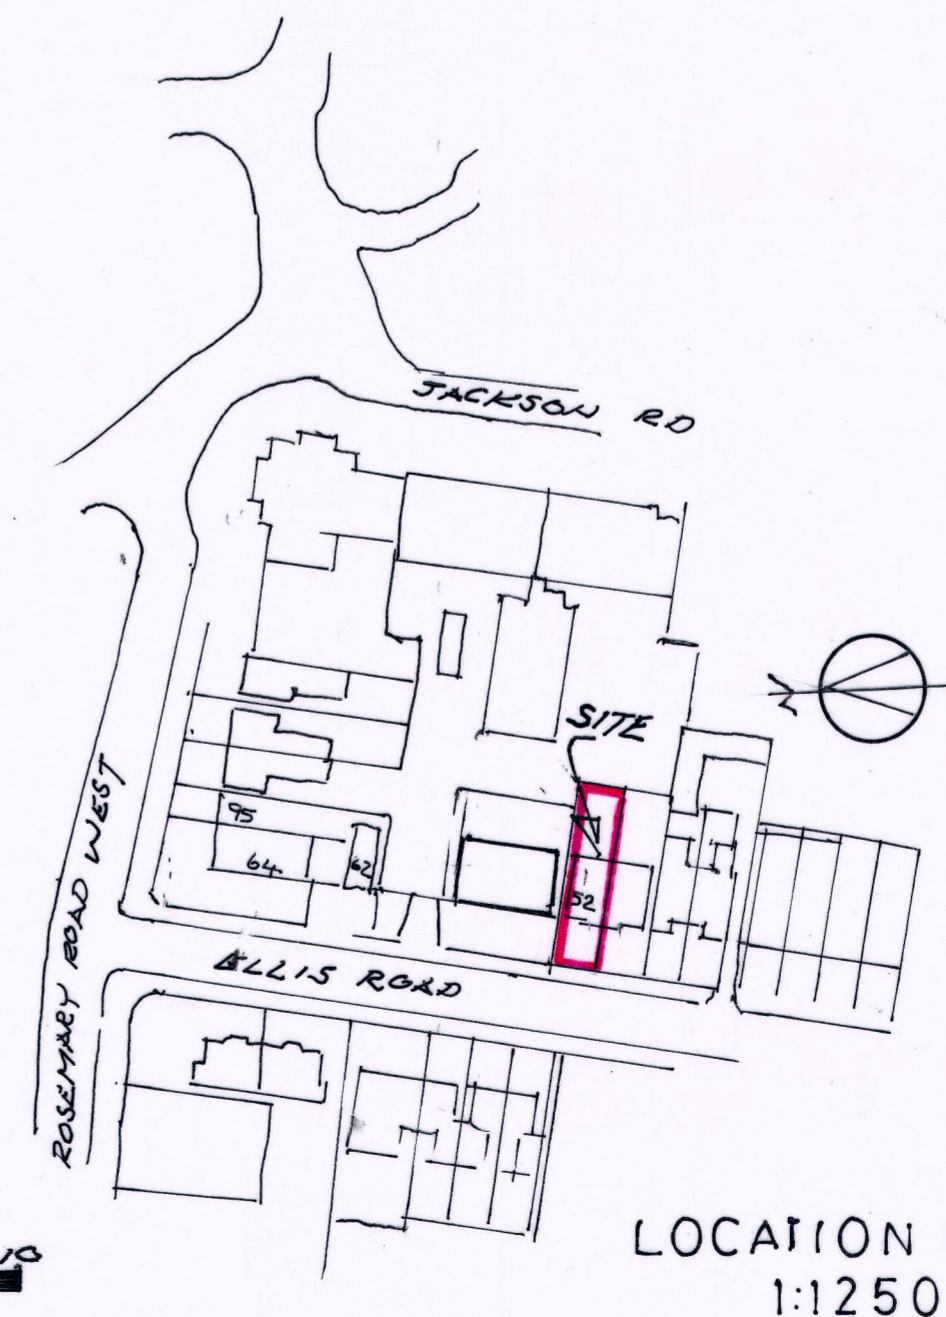 JACKSON RD
SITE
95
64
62
52
ELLIS ROAD
ROSEMARY ROAD WEST
LOCATION
1:1250